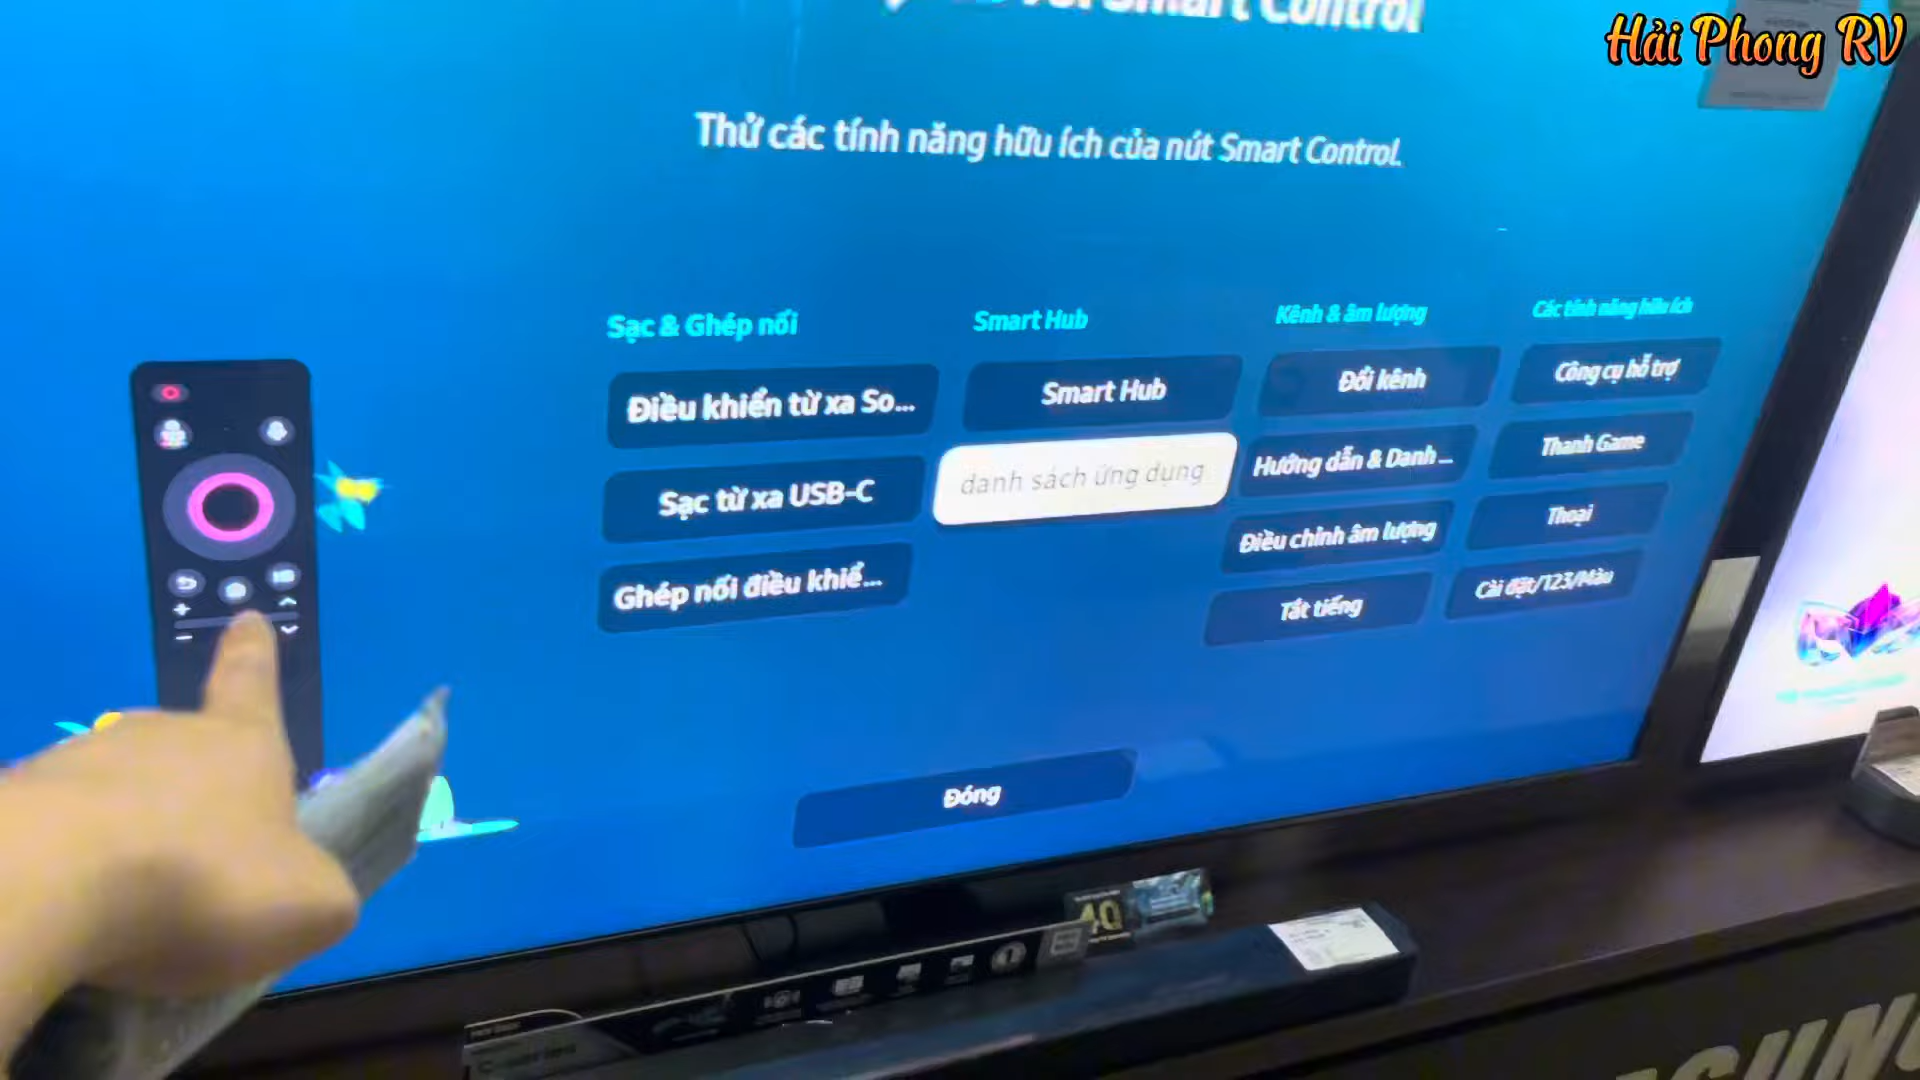 Hải Phong RV
Smart Control
Thử các tính năng hữu ích của nút Smart Control.
Sạc & Ghép nối
Smart Hub
Kênh & âm lượng
Các tính năng hữu ích
Điều khiển từ xa So...
Smart Hub
Đổi kênh
Công cụ hỗ trợ
Sạc từ xa USB-C
danh sách ứng dụng
Hướng dẫn & Danh ...
Thanh Game
Ghép nối điều khiể...
Điều chỉnh âm lượng
Thoại
Tắt tiếng
Cài đặt/123/Màu
Đóng